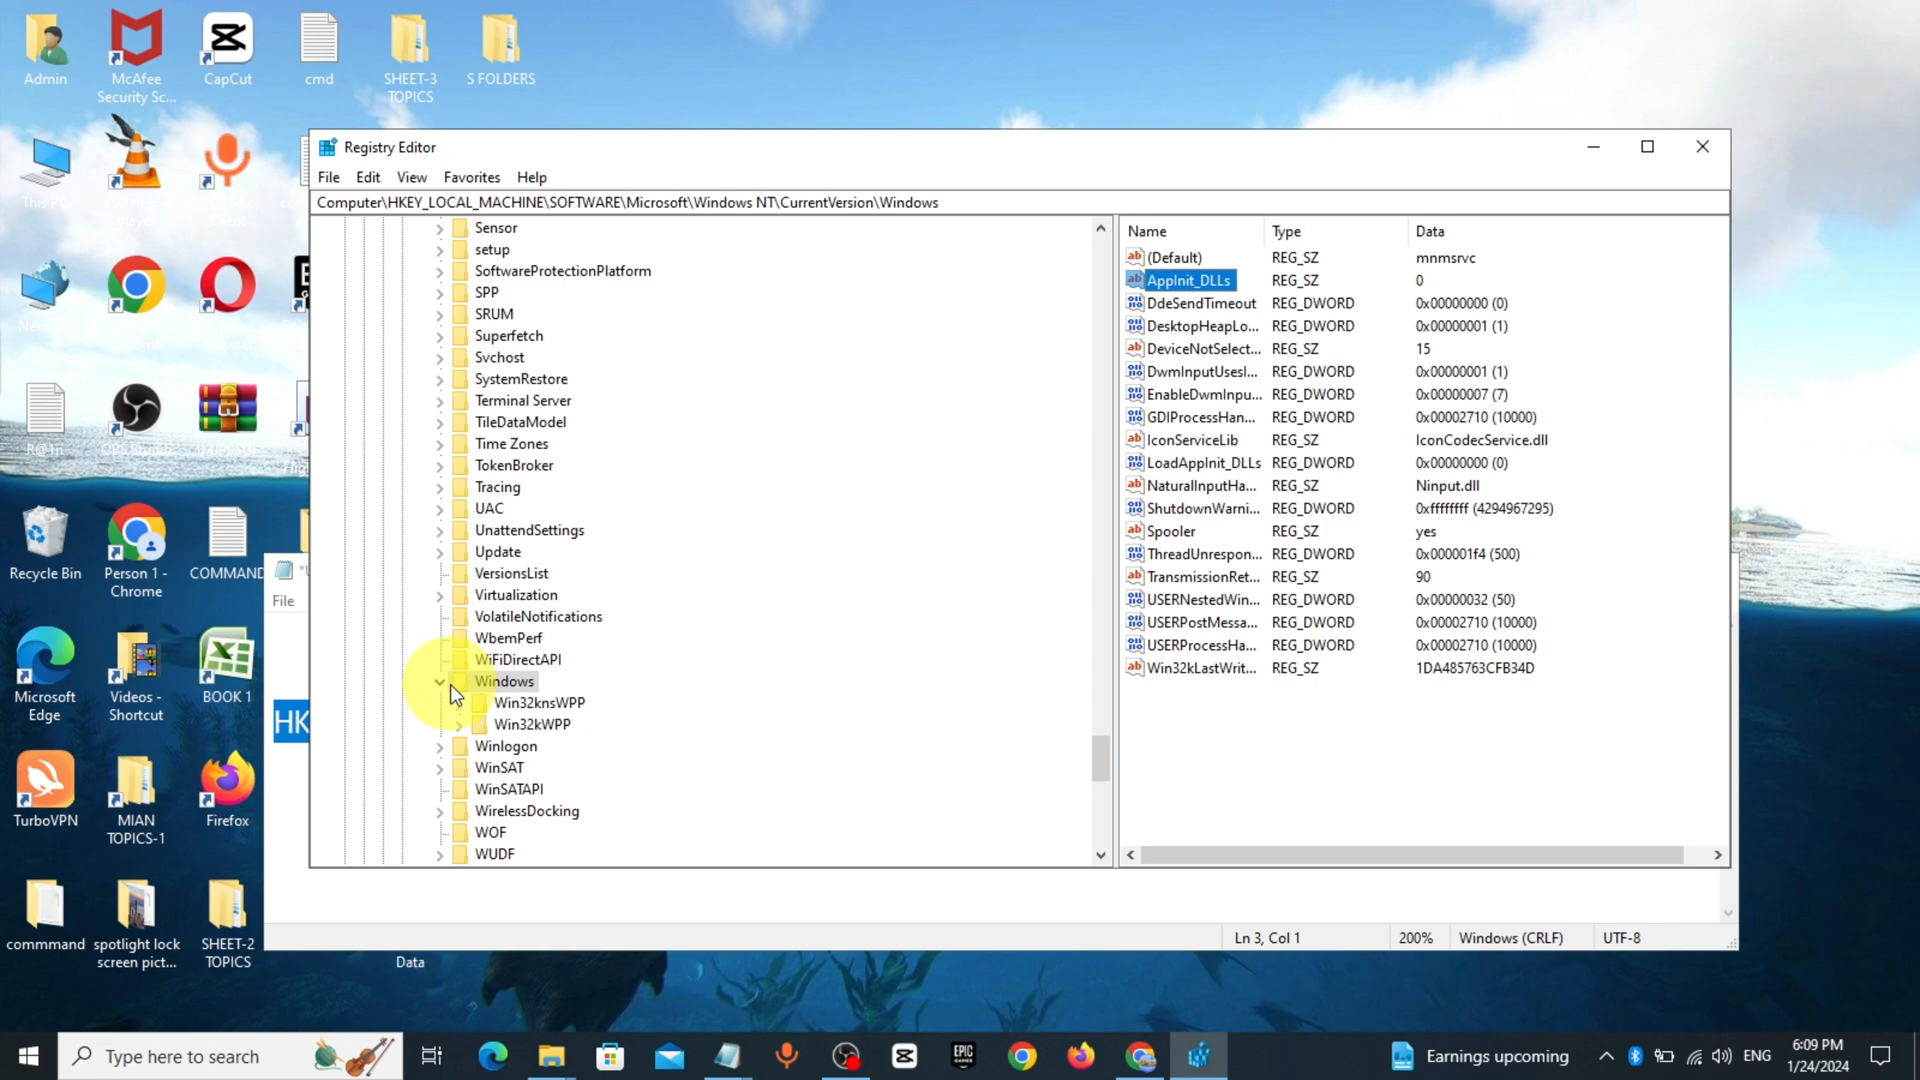 Admin
McAfee
Security Sc...
CapCut
cmd
SHEET-3
TOPICS
S FOLDERS
Recycle Bin
Person 1 -
Chrome
COMMAND
Microsoft
Edge
Videos -
Shortcut
BOOK 1
TurboVPN
MIAN
TOPICS-1
Firefox
commmand
spotlight lock
screen pict...
SHEET-2
TOPICS
Data
Registry Editor
File Edit View Favorites Help
Computer\HKEY_LOCAL_MACHINE\SOFTWARE\Microsoft\Windows NT\CurrentVersion\Windows
Sensor
setup
SoftwareProtectionPlatform
SPP
SRUM
Superfetch
Svchost
SystemRestore
Terminal Server
TileDataModel
Time Zones
TokenBroker
Tracing
UAC
UnattendSettings
Update
VersionsList
Virtualization
VolatileNotifications
WbemPerf
WiFiDirectAPI
Windows
Win32knsWPP
Win32kWPP
Winlogon
WinSAT
WinSATAPI
WirelessDocking
WOF
WUDF
Name Type Data
(Default) REG_SZ mnmsrvc
AppInit_DLLs REG_SZ 0
DdeSendTimeout REG_DWORD 0x00000000 (0)
DesktopHeapLo... REG_DWORD 0x00000001 (1)
DeviceNotSelect... REG_SZ 15
DwmInputUsesI... REG_DWORD 0x00000001 (1)
EnableDwmInpu... REG_DWORD 0x00000007 (7)
GDIProcessHan... REG_DWORD 0x00002710 (10000)
IconServiceLib REG_SZ IconCodecService.dll
LoadAppInit_DLLs REG_DWORD 0x00000000 (0)
NaturalInputHa... REG_SZ Ninput.dll
ShutdownWarni... REG_DWORD 0xffffffff (4294967295)
Spooler REG_SZ yes
ThreadUnrespon... REG_DWORD 0x000001f4 (500)
TransmissionRet... REG_SZ 90
USERNestedWin... REG_DWORD 0x00000032 (50)
USERPostMessa... REG_DWORD 0x00002710 (10000)
USERProcessHa... REG_DWORD 0x00002710 (10000)
Win32kLastWrit... REG_SZ 1DA485763CFB34D
File
HK
Ln 3, Col 1 200% Windows (CRLF) UTF-8
Type here to search
EPIC
GAMES
Earnings upcoming
ENG
6:09 PM
1/24/2024